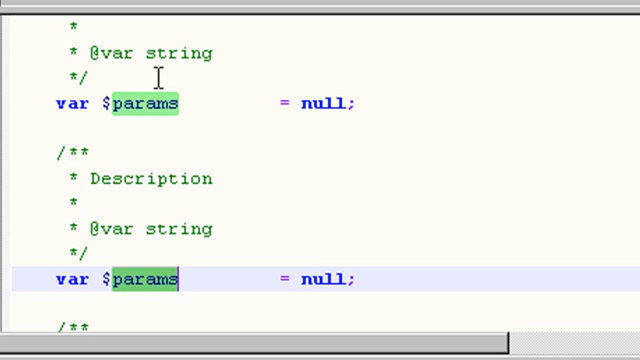 *
* @var string
*/
var $params = null;
/**
* Description
*
* @var string
*/
var $params = null;
/**